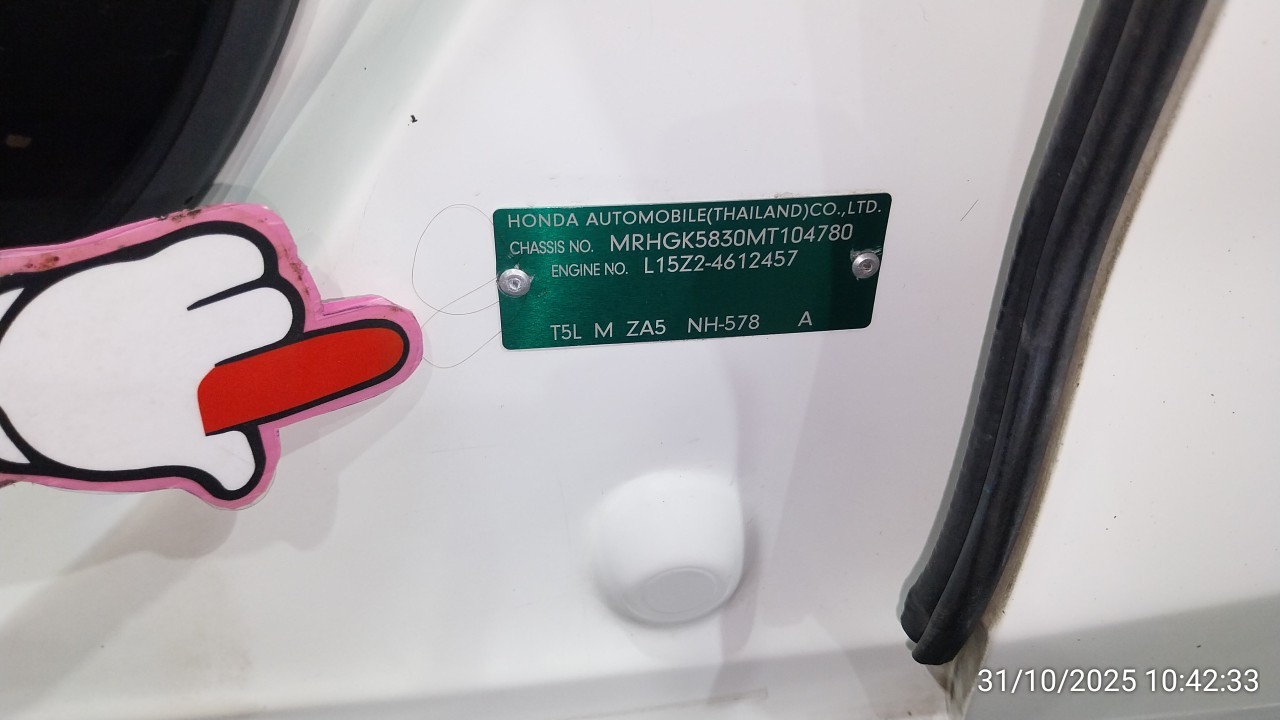 HONDA AUTOMOBILE(THAILAND)CO.,LTD.
CHASSIS NO. MRHGK5830MT104780
ENGINE NO. L15Z2-4612457
T5L M ZA5 NH-578 A
31/10/2025 10:42:33